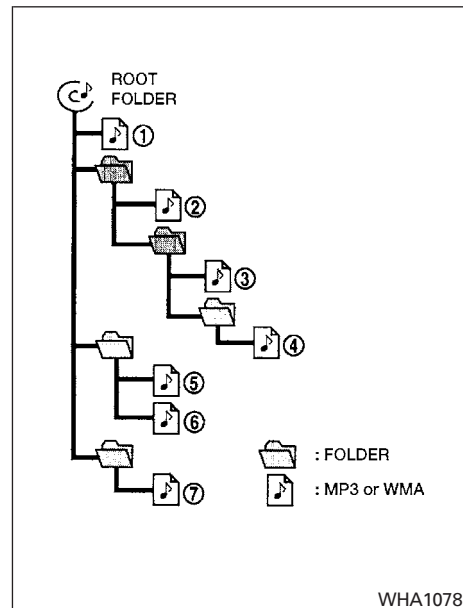 ROOT
FOLDER
①
②
③
④
⑤
⑥
⑦
: FOLDER
: MP3 or WMA
WHA1078